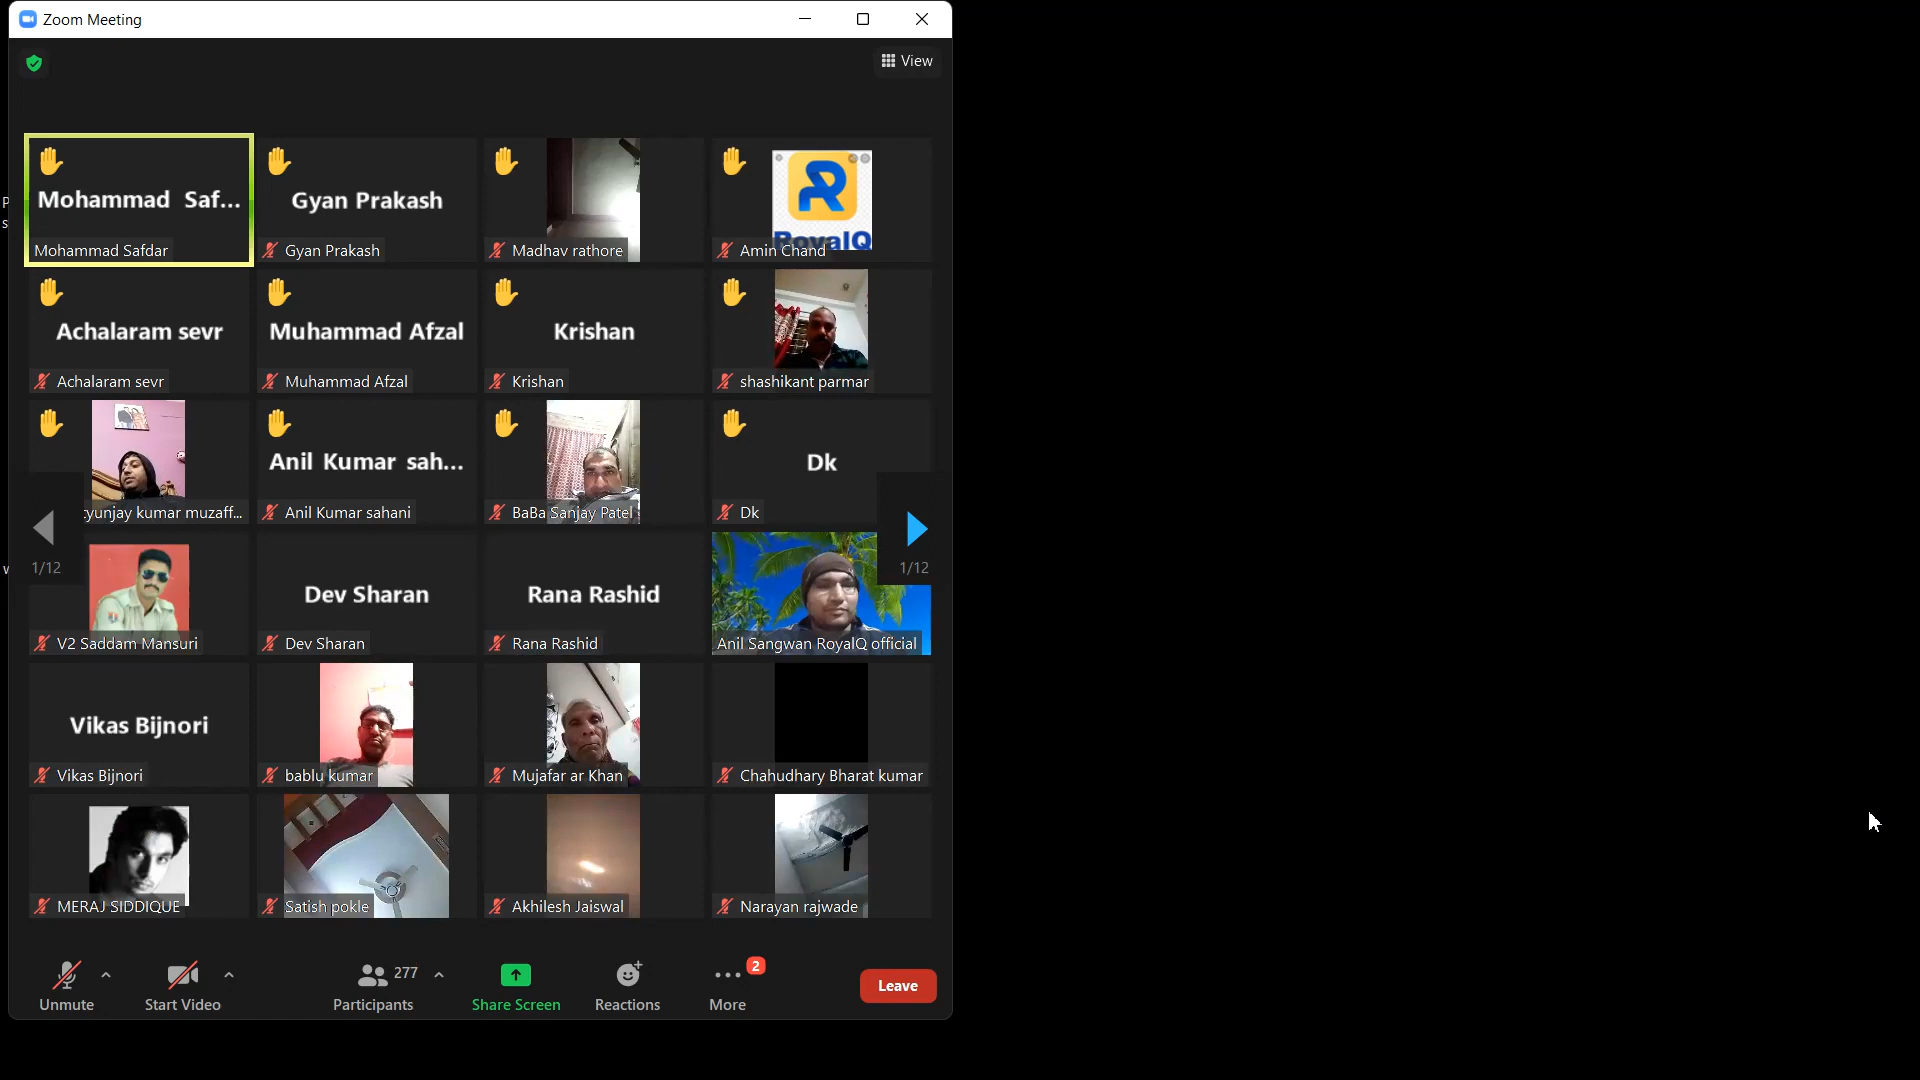 Zoom Meeting
View
Mohammad Saf...
Mohammad Safdar
Gyan Prakash
Gyan Prakash
Madhav rathore
RoyalQ
Amin Chand
Achalaram sevr
Achalaram sevr
Muhammad Afzal
Muhammad Afzal
Krishan
Krishan
shashikant parmar
yunjay kumar muzaff...
Anil Kumar sah...
Anil Kumar sahani
BaBa Sanjay Patel
Dk
Dk
1/12
1/12
V2 Saddam Mansuri
Dev Sharan
Dev Sharan
Rana Rashid
Rana Rashid
Anil Sangwan RoyalQ official
Vikas Bijnori
Vikas Bijnori
bablu kumar
Mujafar ar Khan
Chahudhary Bharat kumar
MERAJ SIDDIQUE
Satish pokle
Akhilesh Jaiswal
Narayan rajwade
Unmute
Start Video
277
Participants
Share Screen
Reactions
2
More
Leave